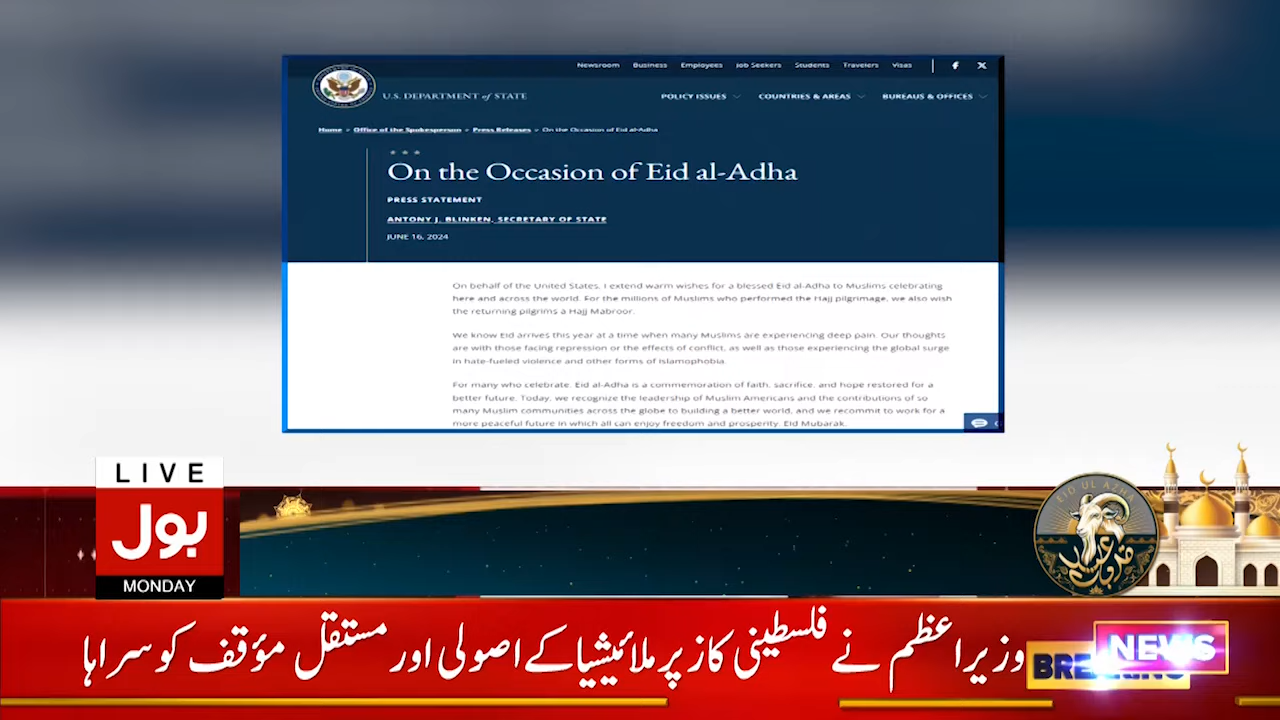 Newsroom Business Employees Job Seekers Students Travelers Visas
U.S. DEPARTMENT of STATE
POLICY ISSUES COUNTRIES & AREAS BUREAUS & OFFICES
Home » Office of the Spokesperson » Press Releases » On the Occasion of Eid al-Adha
On the Occasion of Eid al-Adha
PRESS STATEMENT
ANTONY J. BLINKEN, SECRETARY OF STATE
JUNE 16, 2024
On behalf of the United States, I extend warm wishes for a blessed Eid al-Adha to Muslims celebrating
here and across the world. For the millions of Muslims who performed the Hajj pilgrimage, we also wish
the returning pilgrims a Hajj Mabroor.
We know Eid arrives this year at a time when many Muslims are experiencing deep pain. Our thoughts
are with those facing repression or the effects of conflict, as well as those experiencing the global surge
in hate-fueled violence and other forms of Islamophobia.
For many who celebrate, Eid al-Adha is a commemoration of faith, sacrifice, and hope restored for a
better future. Today, we recognize the leadership of Muslim Americans and the contributions of so
many Muslim communities across the globe to building a better world, and we recommit to work for a
more peaceful future in which all can enjoy freedom and prosperity. Eid Mubarak.
LIVE
بول
MONDAY
EID UL AZHA
عید قرباں
وزیراعظم نے فلسطینی کاز پر ملائیشیا کے اصولی اور مستقل مؤقف کو سراہا
BREAKING
NEWS